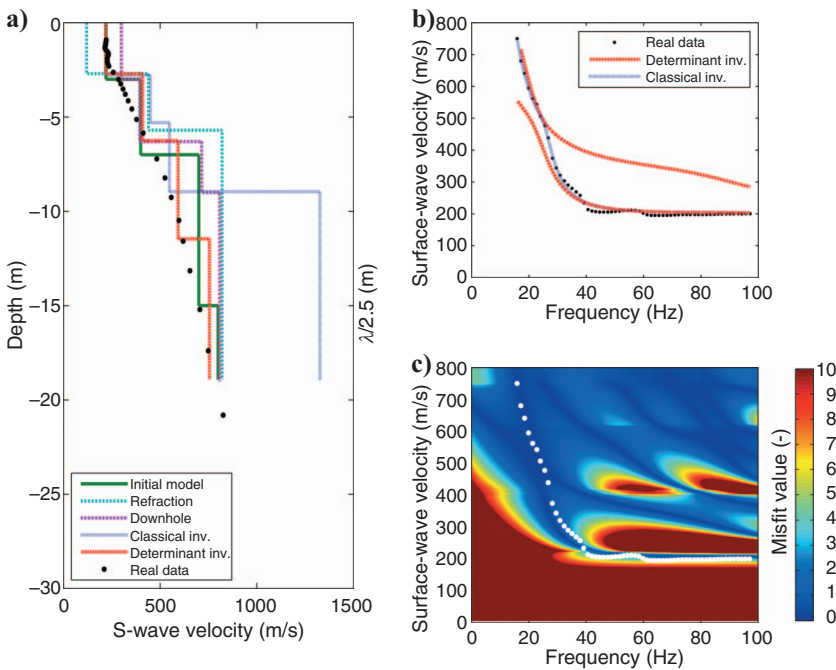 a)
0
−5
−10
−15
−20
−25
−30
Depth (m)
λ/2.5 (m)
Initial model
Refraction
Downhole
Classical inv.
Determinant inv.
Real data
0
500
1000
1500
S-wave velocity (m/s)
b)
800
700
600
500
400
300
200
100
0
Surface-wave velocity (m/s)
Real data
Determinant inv.
Classical inv.
0
20
40
60
80
100
Frequency (Hz)
c)
800
700
600
500
400
300
200
100
0
Surface-wave velocity (m/s)
0
20
40
60
80
100
Frequency (Hz)
Misfit value (-)
10
9
8
7
6
5
4
3
2
1
0